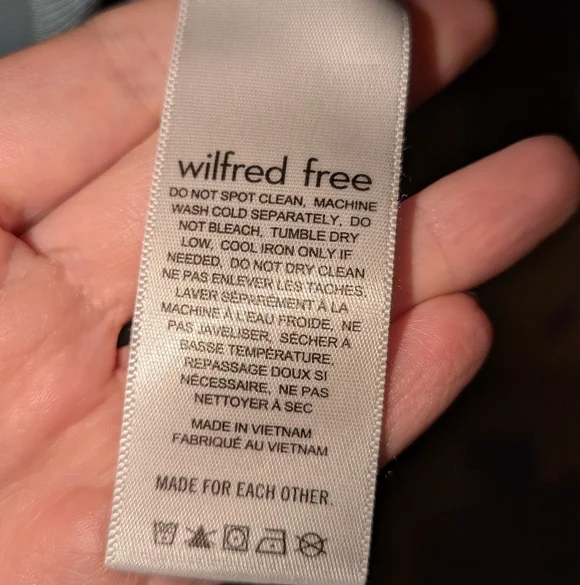 wilfred free
DO NOT SPOT CLEAN, MACHINE
WASH COLD SEPARATELY, DO
NOT BLEACH, TUMBLE DRY
LOW, COOL IRON ONLY IF
NEEDED, DO NOT DRY CLEAN
NE PAS ENLEVER LES TACHES,
LAVER SÉPARÉMENT À LA
MACHINE À L'EAU FROIDE, NE
PAS JAVELISER, SÉCHER À
BASSE TEMPÉRATURE,
REPASSAGE DOUX SI
NÉCESSAIRE, NE PAS
NETTOYER À SEC
MADE IN VIETNAM
FABRIQUÉ AU VIETNAM
MADE FOR EACH OTHER.